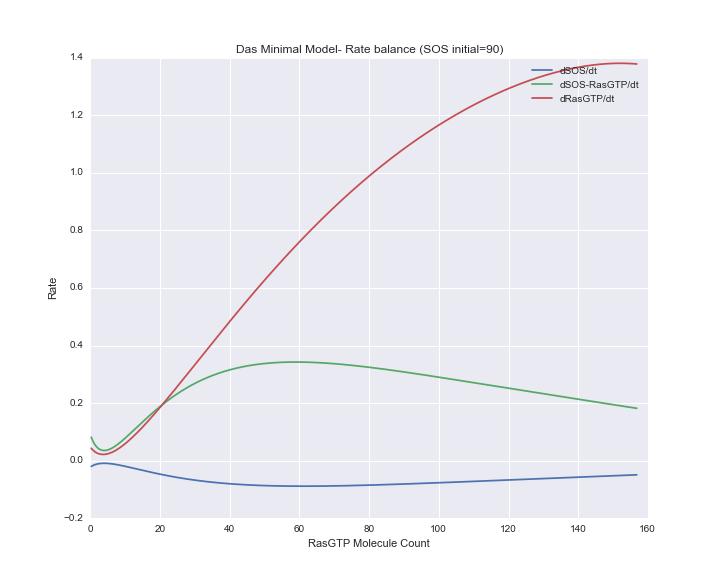 Das Minimal Model- Rate balance (SOS initial=90)
1.4
1.2
1.0
0.8
0.6
0.4
0.2
0.0
−0.2
Rate
dSOS/dt
dSOS-RasGTP/dt
dRasGTP/dt
0 20 40 60 80 100 120 140 160
RasGTP Molecule Count